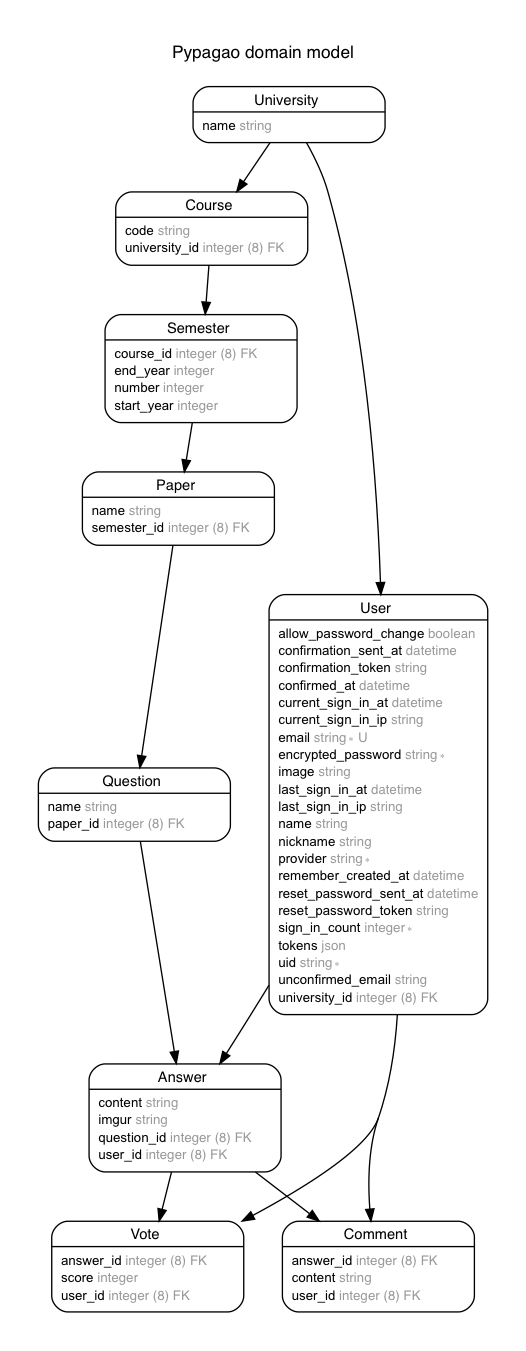 Pypagao domain model
University
name string
Course
code string
university_id integer (8) FK
Semester
course_id integer (8) FK
end_year integer
number integer
start_year integer
Paper
name string
semester_id integer (8) FK
User
allow_password_change boolean
confirmation_sent_at datetime
confirmation_token string
confirmed_at datetime
current_sign_in_at datetime
current_sign_in_ip string
email string∗ U
encrypted_password string∗
image string
last_sign_in_at datetime
last_sign_in_ip string
name string
nickname string
provider string∗
remember_created_at datetime
reset_password_sent_at datetime
reset_password_token string
sign_in_count integer∗
tokens json
uid string∗
unconfirmed_email string
university_id integer (8) FK
Question
name string
paper_id integer (8) FK
Answer
content string
imgur string
question_id integer (8) FK
user_id integer (8) FK
Vote
answer_id integer (8) FK
score integer
user_id integer (8) FK
Comment
answer_id integer (8) FK
content string
user_id integer (8) FK